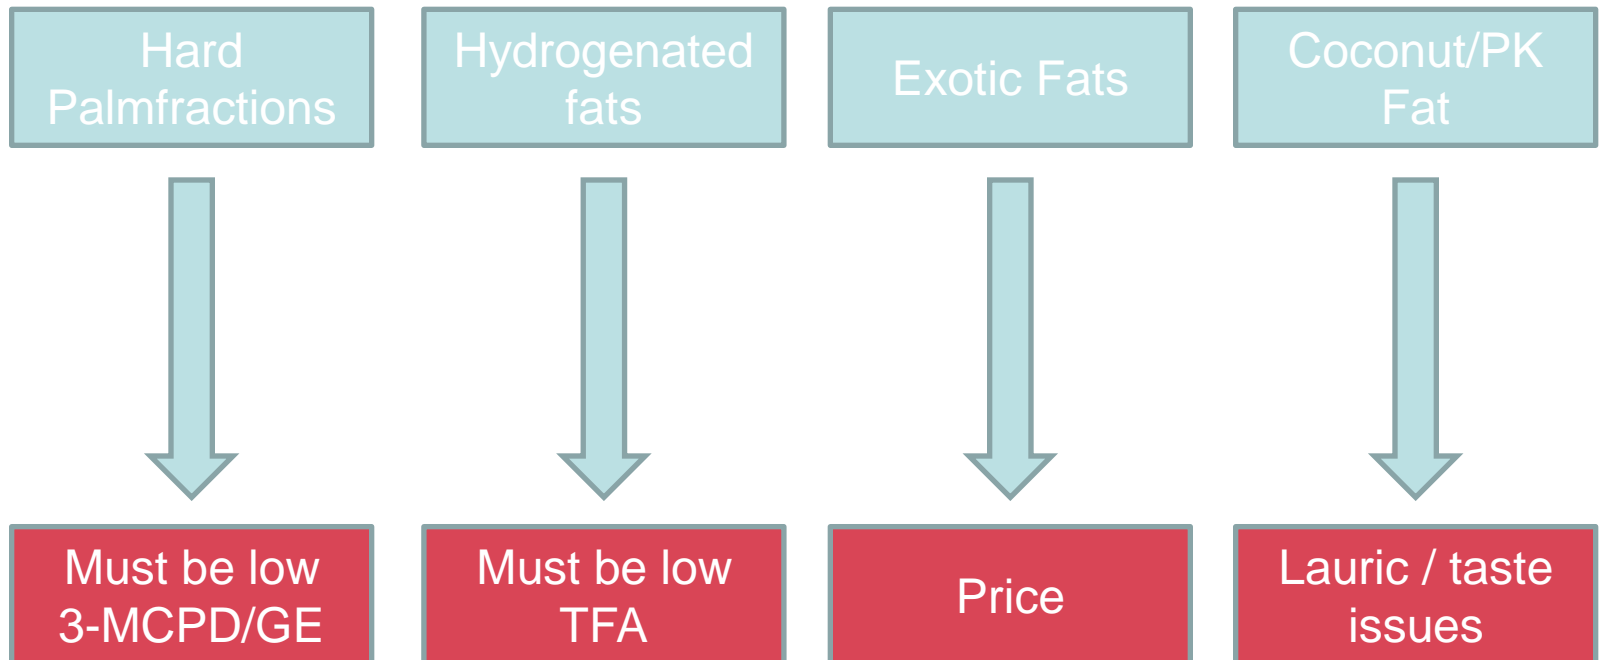 Hard
Palmfractions
Hydrogenated
fats
Exotic Fats
Coconut/PK
Fat
Must be low
3-MCPD/GE
Must be low
TFA
Price
Lauric / taste
issues